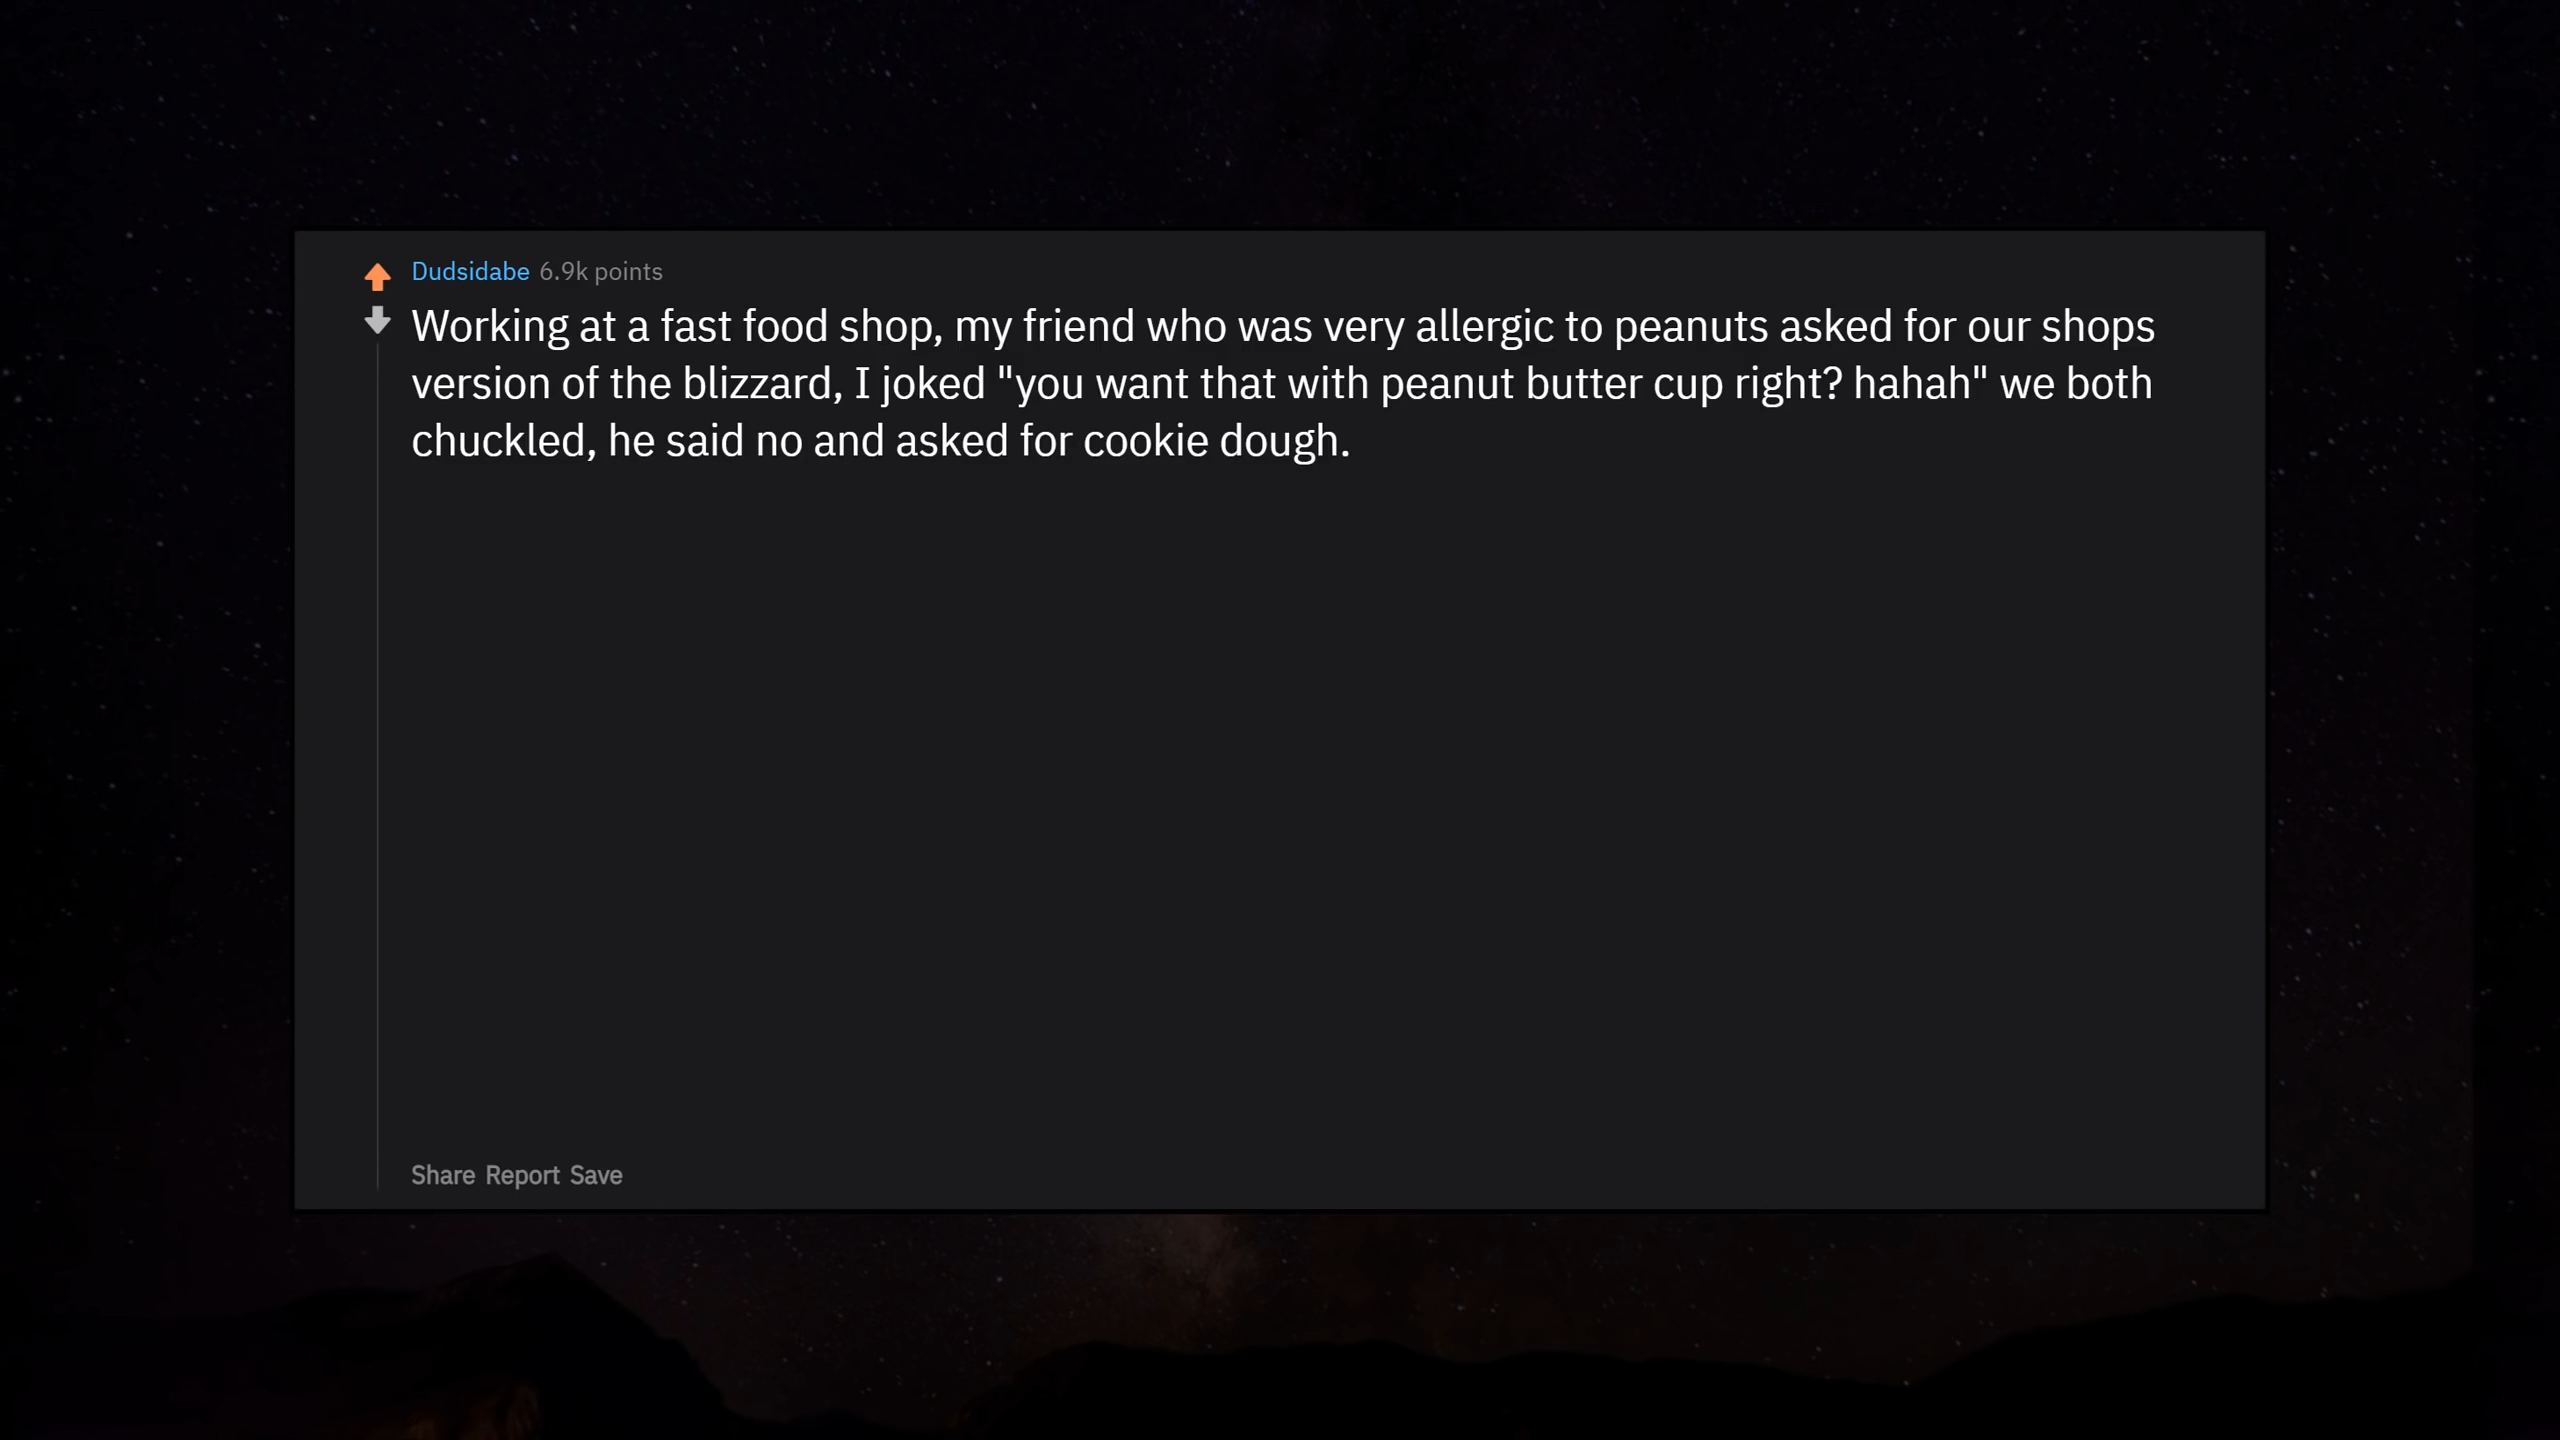 Dudsidabe 6.9k points
Working at a fast food shop, my friend who was very allergic to peanuts asked for our shops
version of the blizzard, I joked "you want that with peanut butter cup right? hahah" we both
chuckled, he said no and asked for cookie dough.
Share Report Save